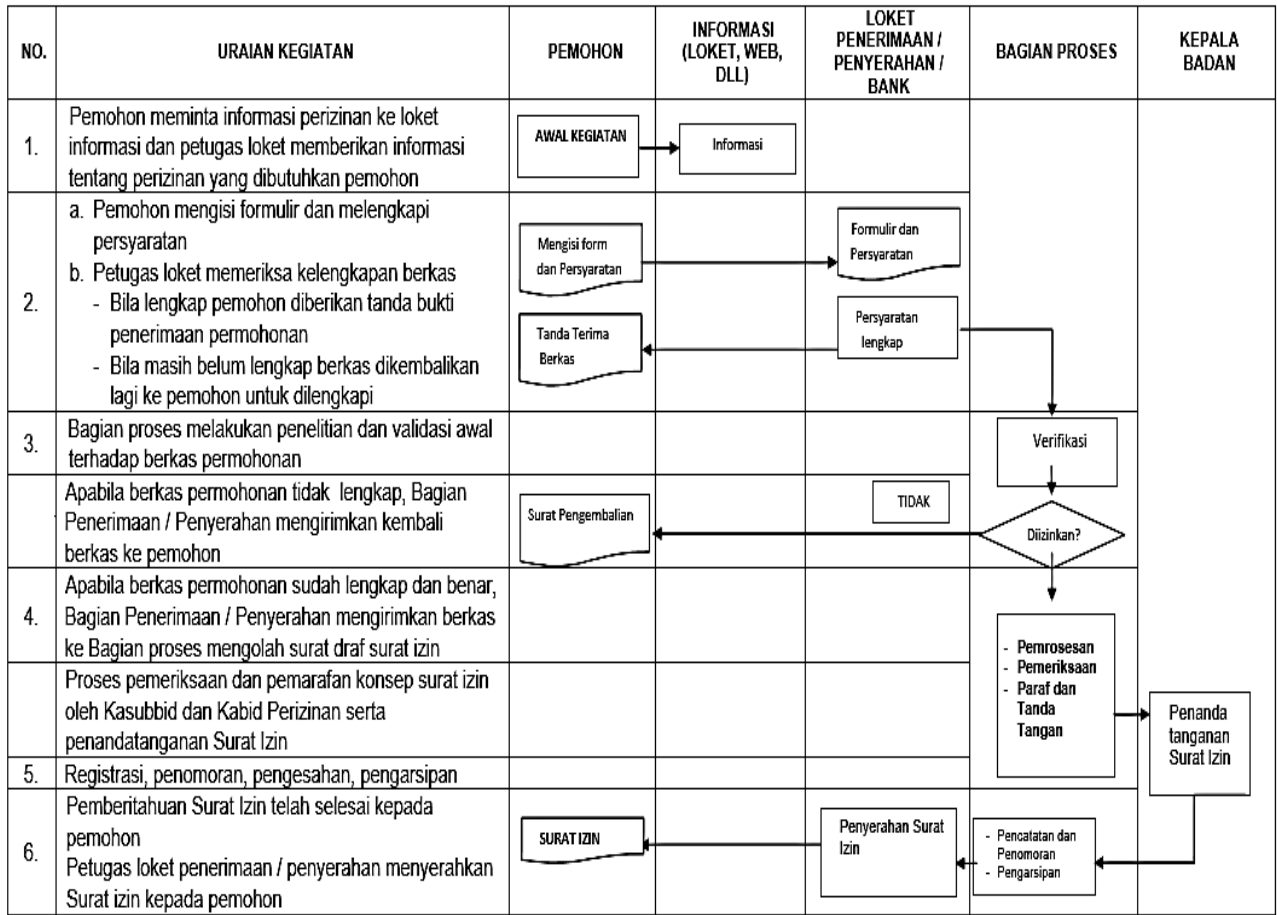 NO.
URAIAN KEGIATAN
PEMOHON
INFORMASI
(LOKET, WEB,
DLL)
LOKET
PENERIMAAN /
PENYERAHAN /
BANK
BAGIAN PROSES
KEPALA
BADAN
1.
Pemohon meminta informasi perizinan ke loket
informasi dan petugas loket memberikan informasi
tentang perizinan yang dibutuhkan pemohon
AWAL KEGIATAN
Informasi
2.
a. Pemohon mengisi formulir dan melengkapi
persyaratan
b. Petugas loket memeriksa kelengkapan berkas
- Bila lengkap pemohon diberikan tanda bukti
penerimaan permohonan
- Bila masih belum lengkap berkas dikembalikan
lagi ke pemohon untuk dilengkapi
Mengisi form
dan Persyaratan
Formulir dan
Persyaratan
Tanda Terima
Berkas
Persyaratan
lengkap
3.
Bagian proses melakukan penelitian dan validasi awal
terhadap berkas permohonan
Verifikasi
Apabila berkas permohonan tidak lengkap, Bagian
Penerimaan / Penyerahan mengirimkan kembali
berkas ke pemohon
Surat Pengembalian
TIDAK
Diizinkan?
4.
Apabila berkas permohonan sudah lengkap dan benar,
Bagian Penerimaan / Penyerahan mengirimkan berkas
ke Bagian proses mengolah surat draf surat izin
- Pemrosesan
- Pemeriksaan
- Paraf dan
Tanda
Tangan
Proses pemeriksaan dan pemarafan konsep surat izin
oleh Kasubbid dan Kabid Perizinan serta
penandatanganan Surat Izin
Penanda
tanganan
Surat Izin
5.
Registrasi, penomoran, pengesahan, pengarsipan
6.
Pemberitahuan Surat Izin telah selesai kepada
pemohon
Petugas loket penerimaan / penyerahan menyerahkan
Surat izin kepada pemohon
SURAT IZIN
Penyerahan Surat
Izin
- Pencatatan dan
Penomoran
- Pengarsipan